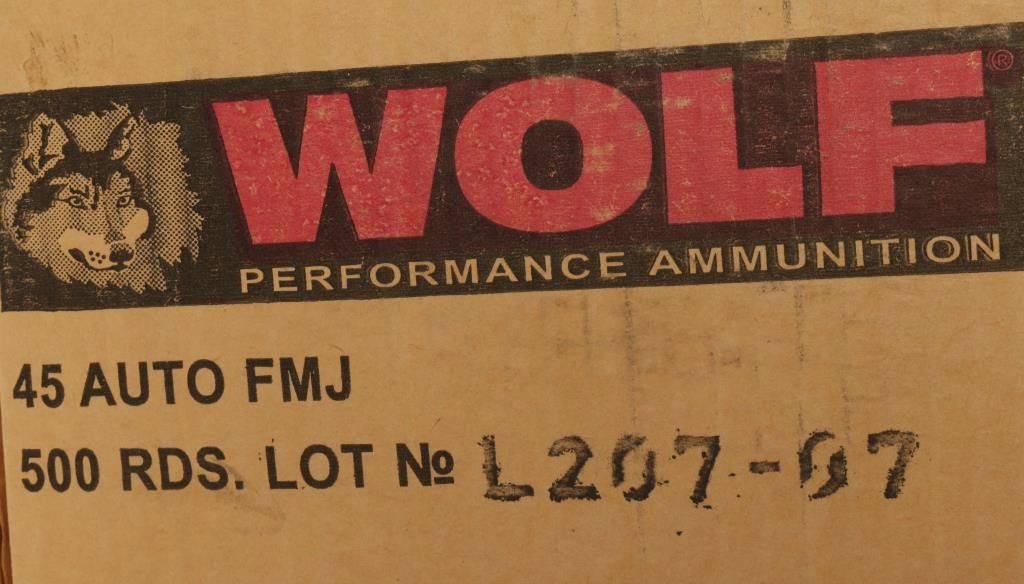 WOLF®
PERFORMANCE AMMUNITION
45 AUTO FMJ
500 RDS. LOT № L207-07